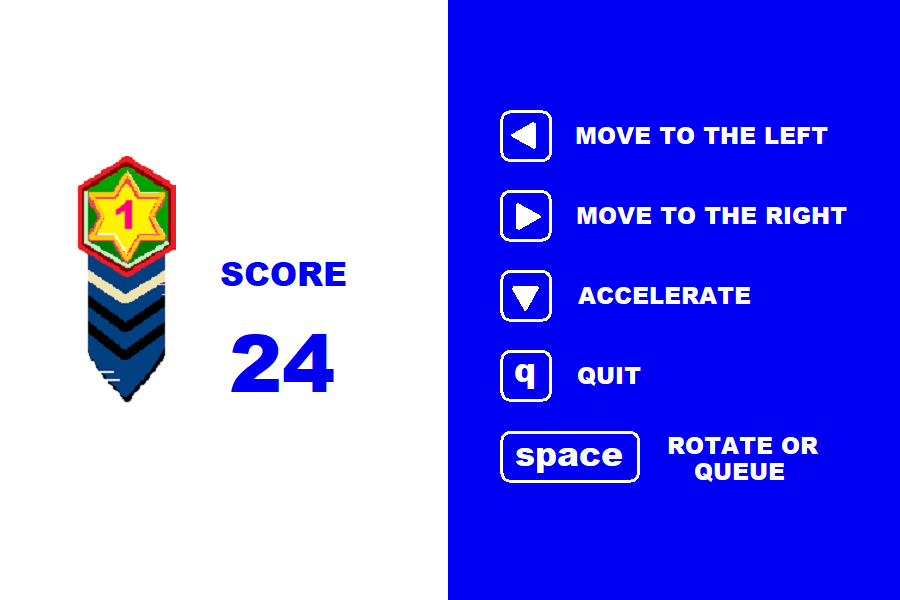 1
SCORE
24
MOVE TO THE LEFT
MOVE TO THE RIGHT
ACCELERATE
q QUIT
space ROTATE OR
QUEUE